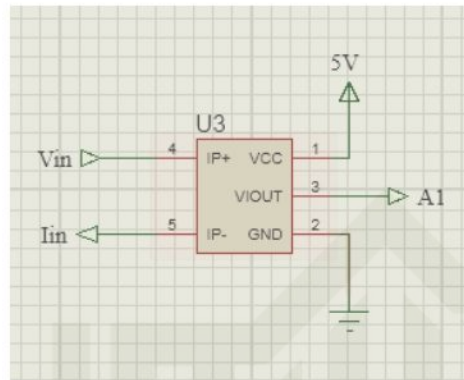 5V
U3
Vin 4 IP+ VCC 1
VIOUT 3 A1
Iin 5 IP- GND 2